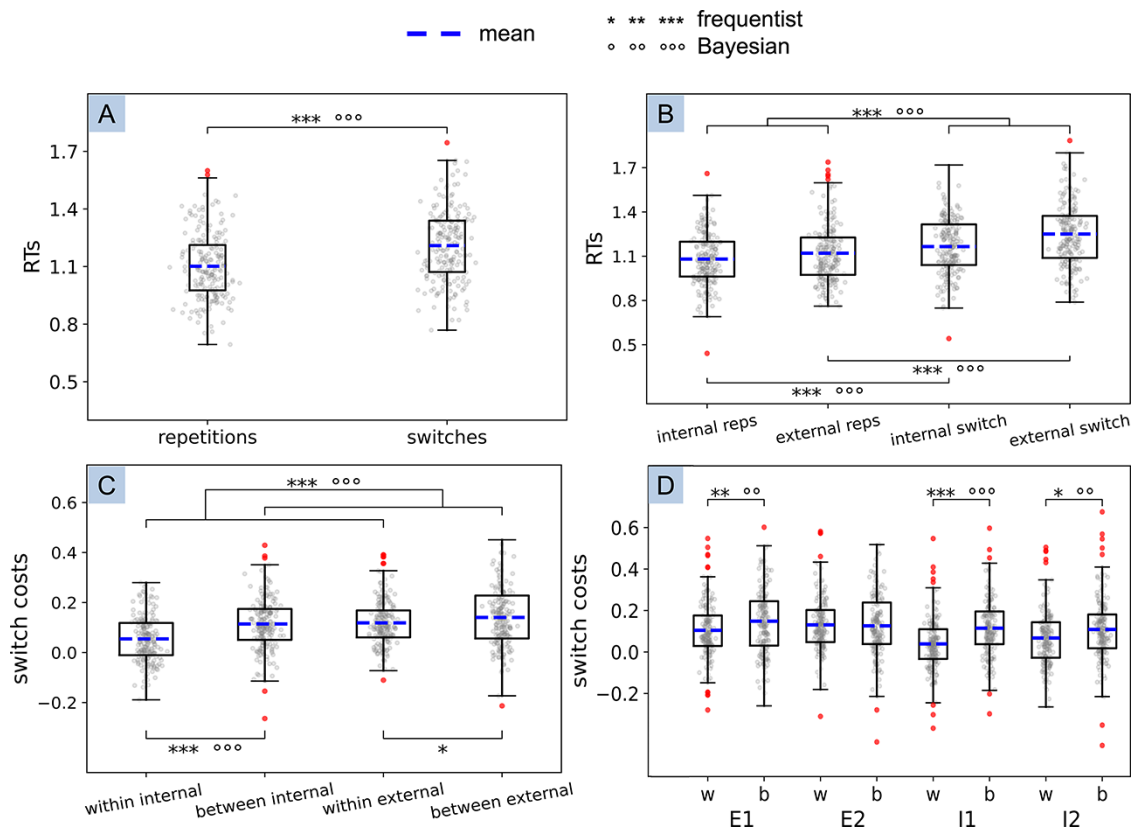 mean
* ** *** frequentist
° °° °°° Bayesian
A
*** °°°
RTs
1.7
1.4
1.1
0.8
0.5
repetitions switches
B
*** °°°
RTs
1.7
1.4
1.1
0.8
0.5
*** °°°
*** °°°
internal reps external reps internal switch external switch
C
*** °°°
switch costs
0.6
0.4
0.2
0.0
−0.2
*** °°° *
within internal between internal within external between external
D
** °° *** °°° * °°
switch costs
0.6
0.4
0.2
0.0
−0.2
w b w b w b w b
E1 E2 I1 I2